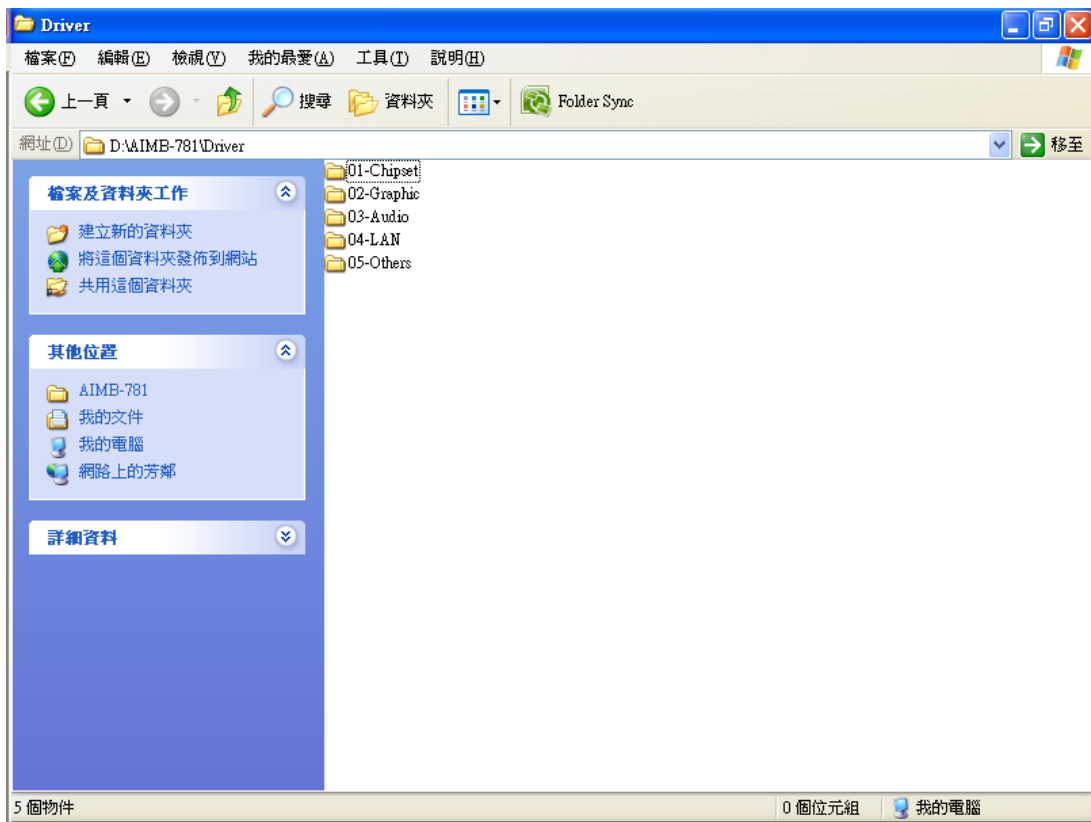 Driver
檔案(F) 編輯(E) 檢視(V) 我的最愛(A) 工具(T) 說明(H)
上一頁 搜尋 資料夾 Folder Sync
網址(D) D:\AIMB-781\Driver 移至
檔案及資料夾工作
建立新的資料夾
將這個資料夾發佈到網站
共用這個資料夾
其他位置
AIMB-781
我的文件
我的電腦
網路上的芳鄰
詳細資料
01-Chipset
02-Graphic
03-Audio
04-LAN
05-Others
5 個物件 0 個位元組 我的電腦